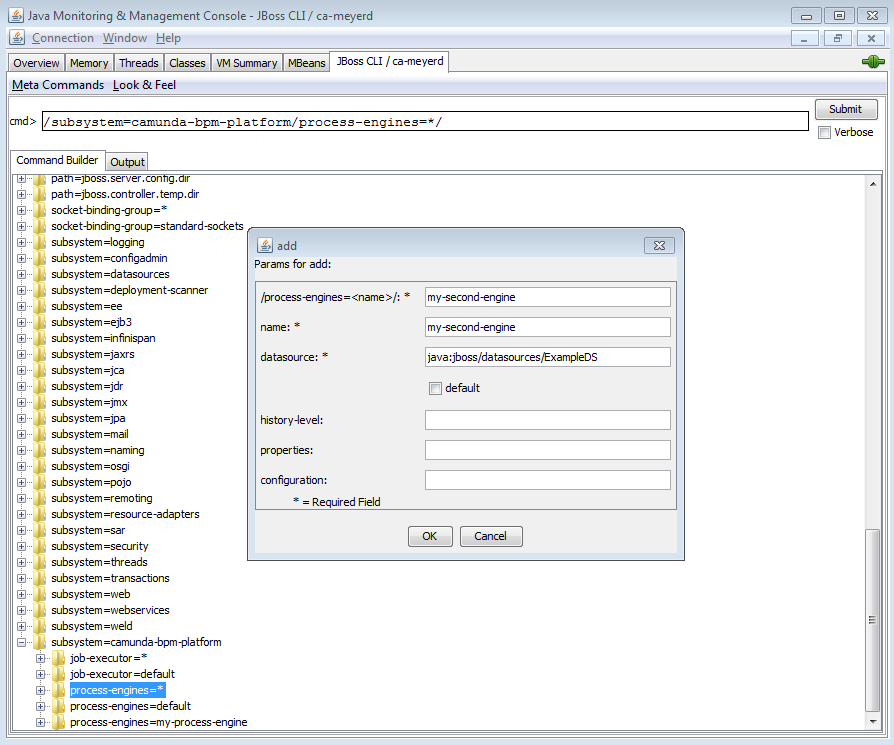 Java Monitoring & Management Console - JBoss CLI / ca-meyerd
Connection Window Help
Overview Memory Threads Classes VM Summary MBeans JBoss CLI / ca-meyerd
Meta Commands Look & Feel
cmd> /subsystem=camunda-bpm-platform/process-engines=*/ Submit
Verbose
Command Builder Output
path=jboss.server.config.dir
path=jboss.controller.temp.dir
socket-binding-group=*
socket-binding-group=standard-sockets
subsystem=logging
subsystem=configadmin
subsystem=datasources
subsystem=deployment-scanner
subsystem=ee
subsystem=ejb3
subsystem=infinispan
subsystem=jaxrs
subsystem=jca
subsystem=jdr
subsystem=jmx
subsystem=jpa
subsystem=mail
subsystem=naming
subsystem=osgi
subsystem=pojo
subsystem=remoting
subsystem=resource-adapters
subsystem=sar
subsystem=security
subsystem=threads
subsystem=transactions
subsystem=web
subsystem=webservices
subsystem=weld
subsystem=camunda-bpm-platform
job-executor=*
job-executor=default
process-engines=*
process-engines=default
process-engines=my-process-engine
add
Params for add:
/process-engines=<name>/: * my-second-engine
name: * my-second-engine
datasource: * java:jboss/datasources/ExampleDS
default
history-level:
properties:
configuration:
* = Required Field
OK Cancel